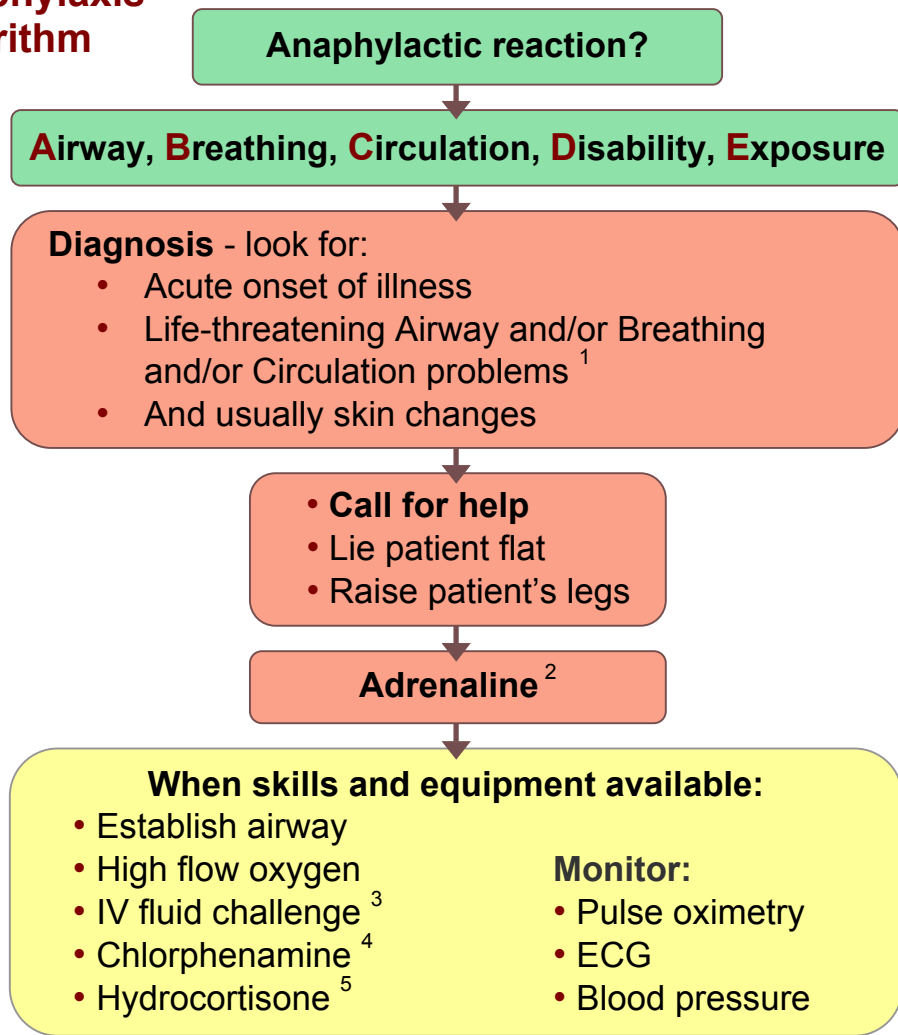 hylaxis
rithm
Anaphylactic reaction?
Airway, Breathing, Circulation, Disability, Exposure
Diagnosis - look for:
• Acute onset of illness
• Life-threatening Airway and/or Breathing
and/or Circulation problems 1
• And usually skin changes
• Call for help
• Lie patient flat
• Raise patient's legs
Adrenaline 2
When skills and equipment available:
• Establish airway
• High flow oxygen
• IV fluid challenge 3
• Chlorphenamine 4
• Hydrocortisone 5
Monitor:
• Pulse oximetry
• ECG
• Blood pressure